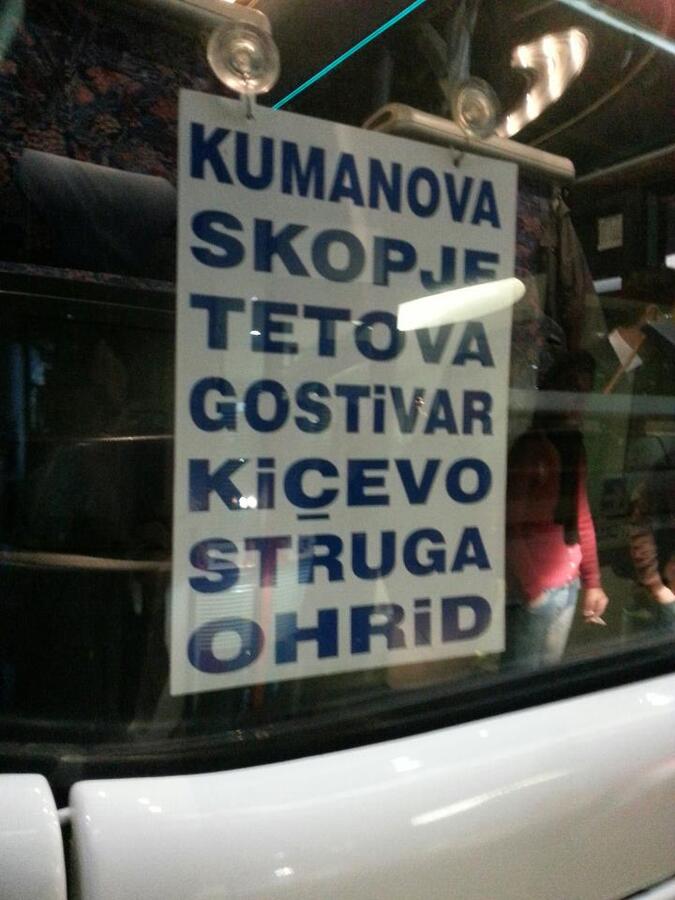 KUMANOVA
SKOPJE
TETOVA
GOSTiVAR
KiÇEVO
STRUGA
OHRiD